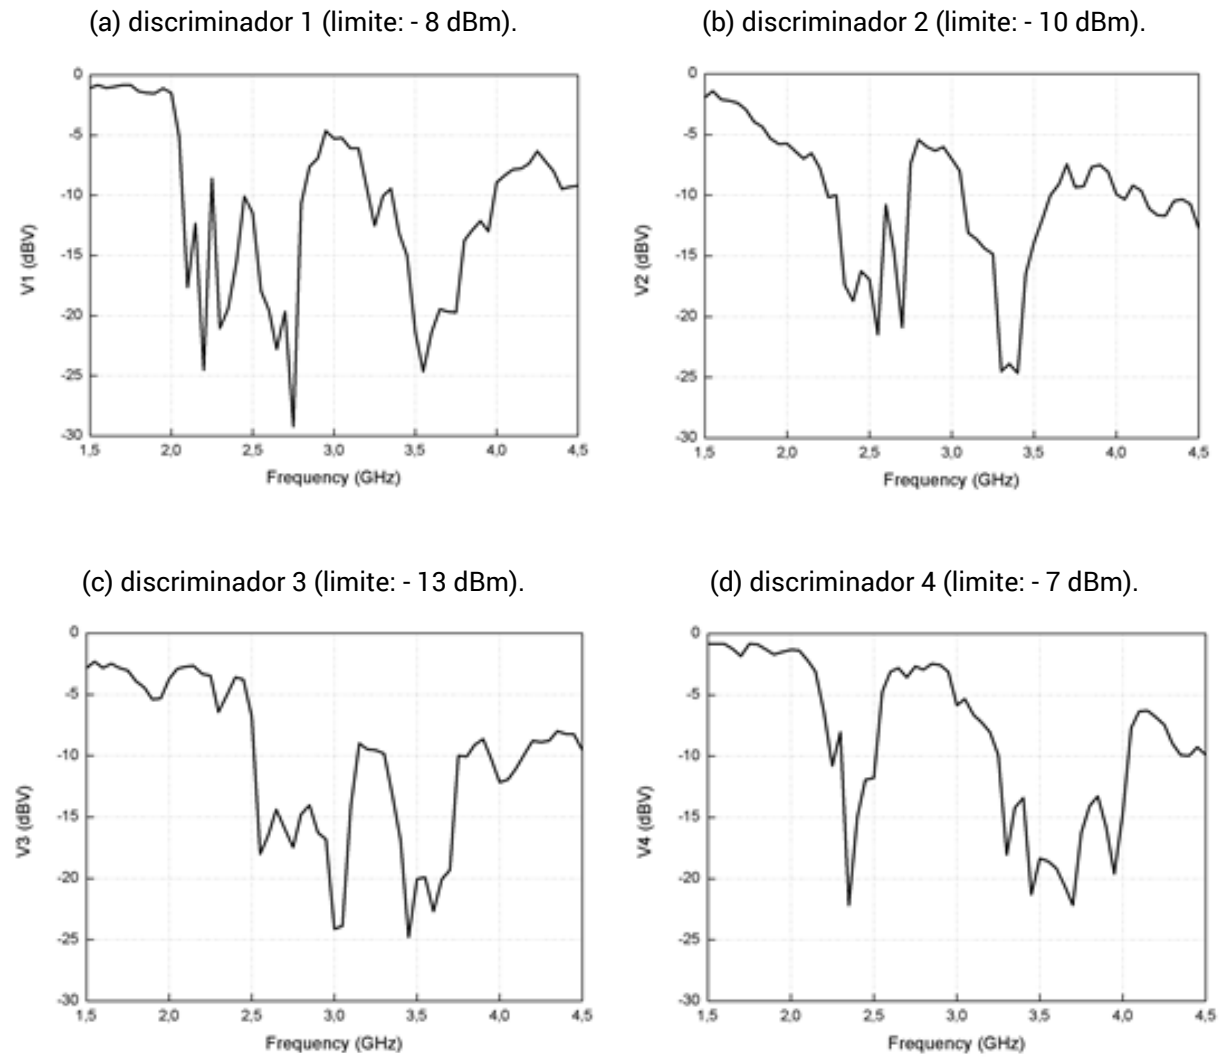 (a) discriminador 1 (limite: - 8 dBm).
0
-5
-10
-15
-20
-25
-30
V1 (dBV)
1,5 2,0 2,5 3,0 3,5 4,0 4,5
Frequency (GHz)
(b) discriminador 2 (limite: - 10 dBm).
0
-5
-10
-15
-20
-25
-30
V2 (dBV)
1,5 2,0 2,5 3,0 3,5 4,0 4,5
Frequency (GHz)
(c) discriminador 3 (limite: - 13 dBm).
0
-5
-10
-15
-20
-25
-30
V3 (dBV)
1,5 2,0 2,5 3,0 3,5 4,0 4,5
Frequency (GHz)
(d) discriminador 4 (limite: - 7 dBm).
0
-5
-10
-15
-20
-25
-30
V4 (dBV)
1,5 2,0 2,5 3,0 3,5 4,0 4,5
Frequency (GHz)